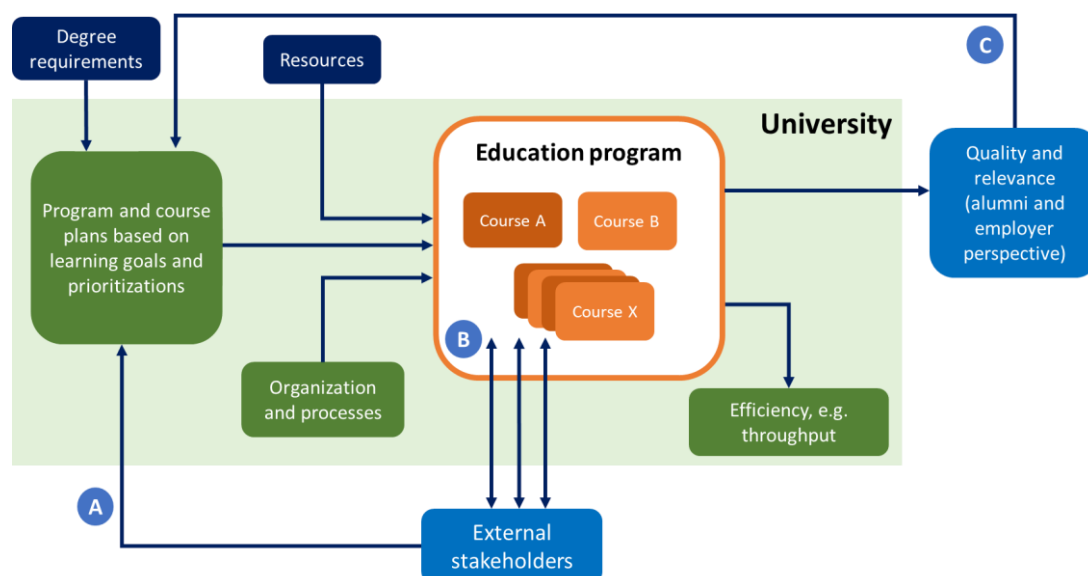 Degree
requirements
Resources
C
University
Education program
Quality and
relevance
(alumni and
employer
perspective)
Program and course
plans based on
learning goals and
prioritizations
Course A
Course B
Course X
B
Organization
and processes
Efficiency, e.g.
throughput
A
External
stakeholders